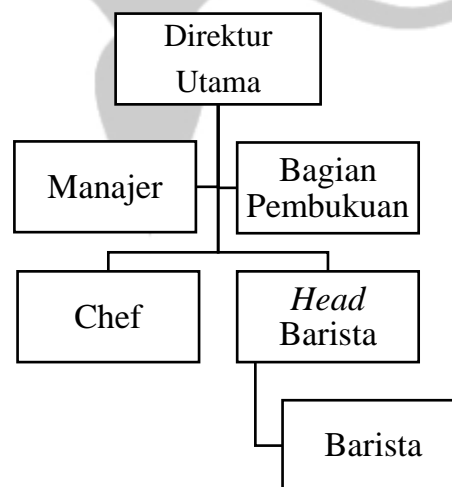 Direktur
Utama
Manajer
Bagian
Pembukuan
Chef
Head
Barista
Barista